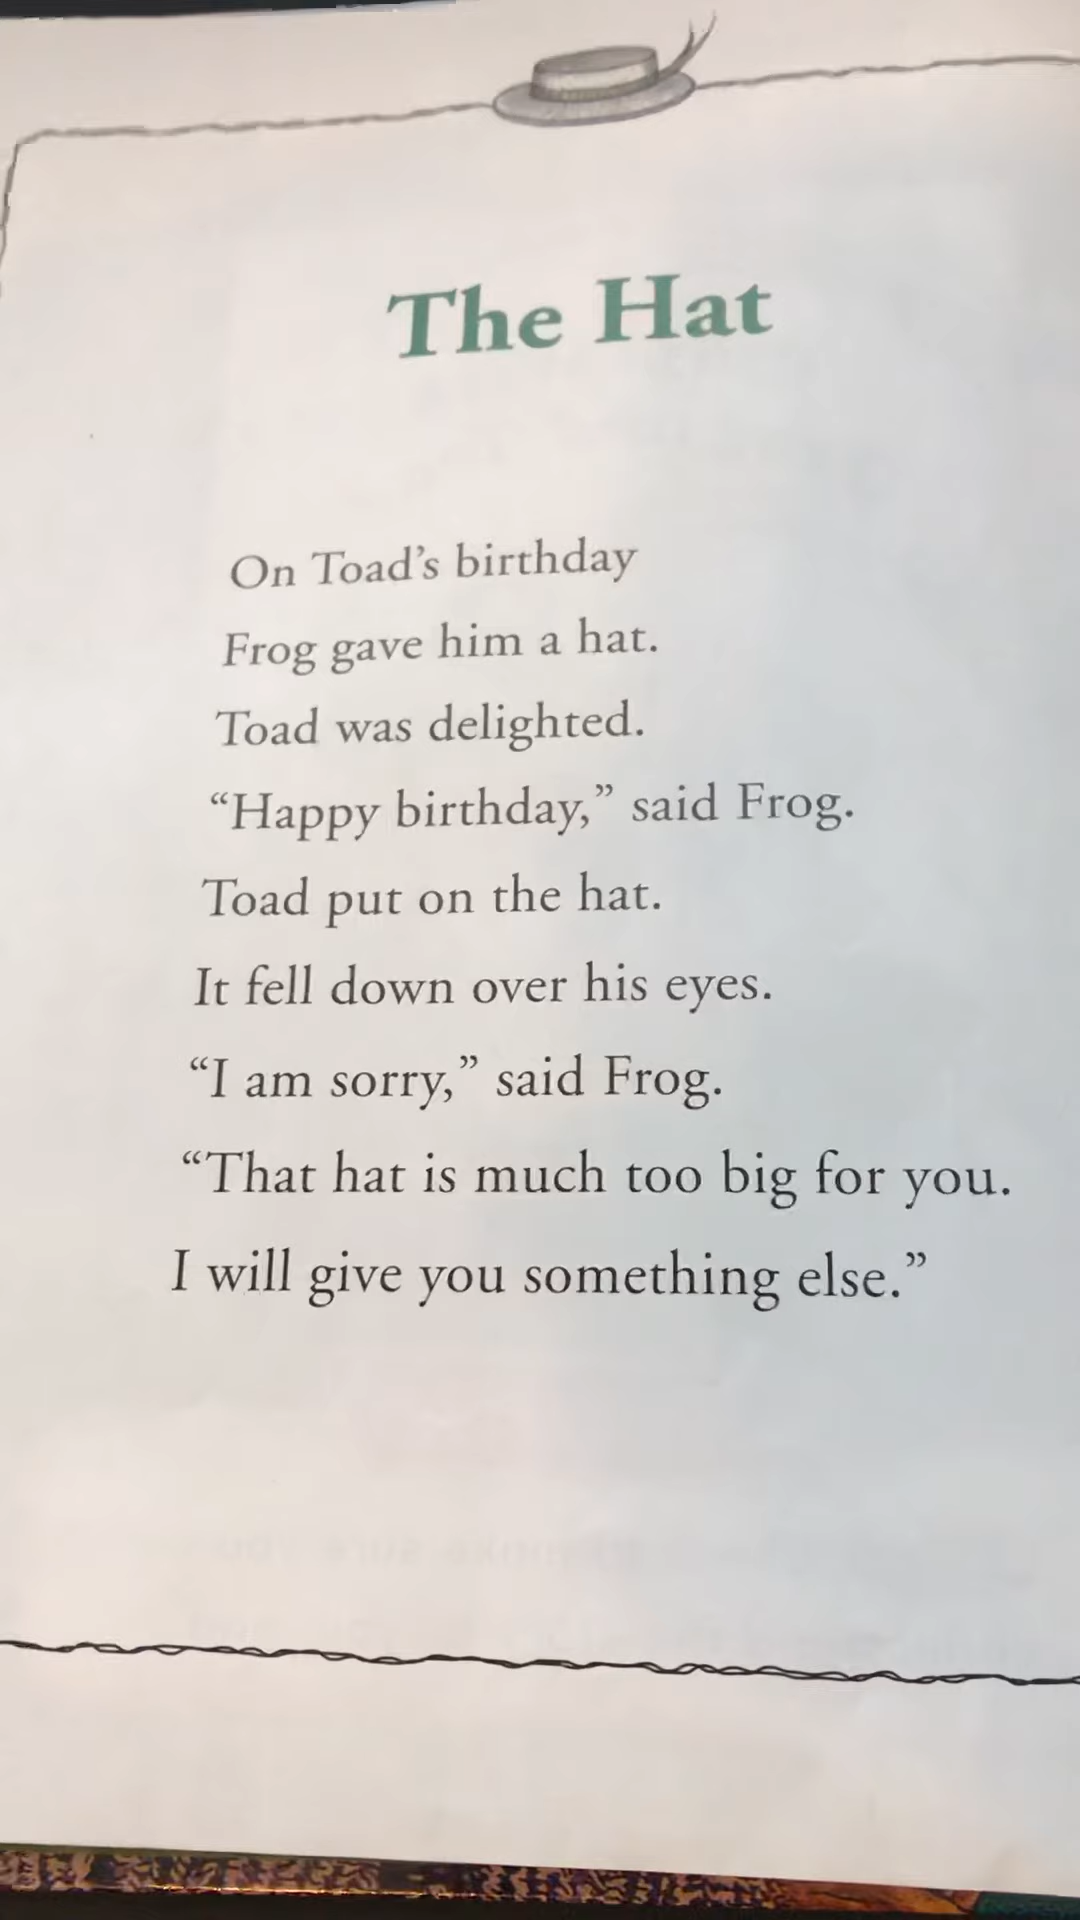 The Hat
On Toad’s birthday
Frog gave him a hat.
Toad was delighted.
“Happy birthday,” said Frog.
Toad put on the hat.
It fell down over his eyes.
“I am sorry,” said Frog.
“That hat is much too big for you.
I will give you something else.”